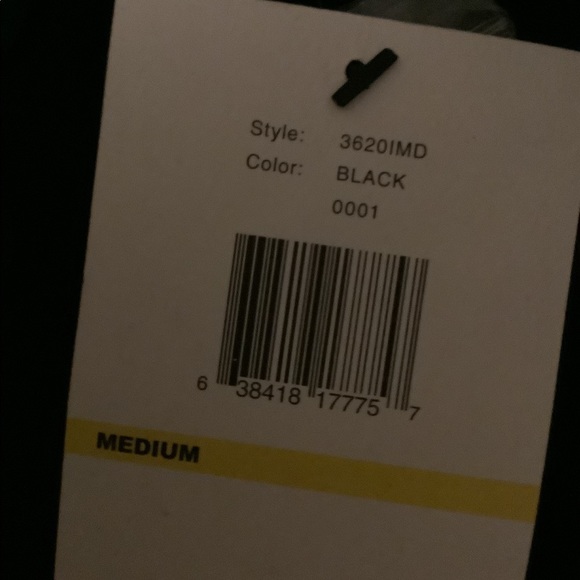 Style: 3620IMD
Color: BLACK
0001
6 38418 17775 7
MEDIUM